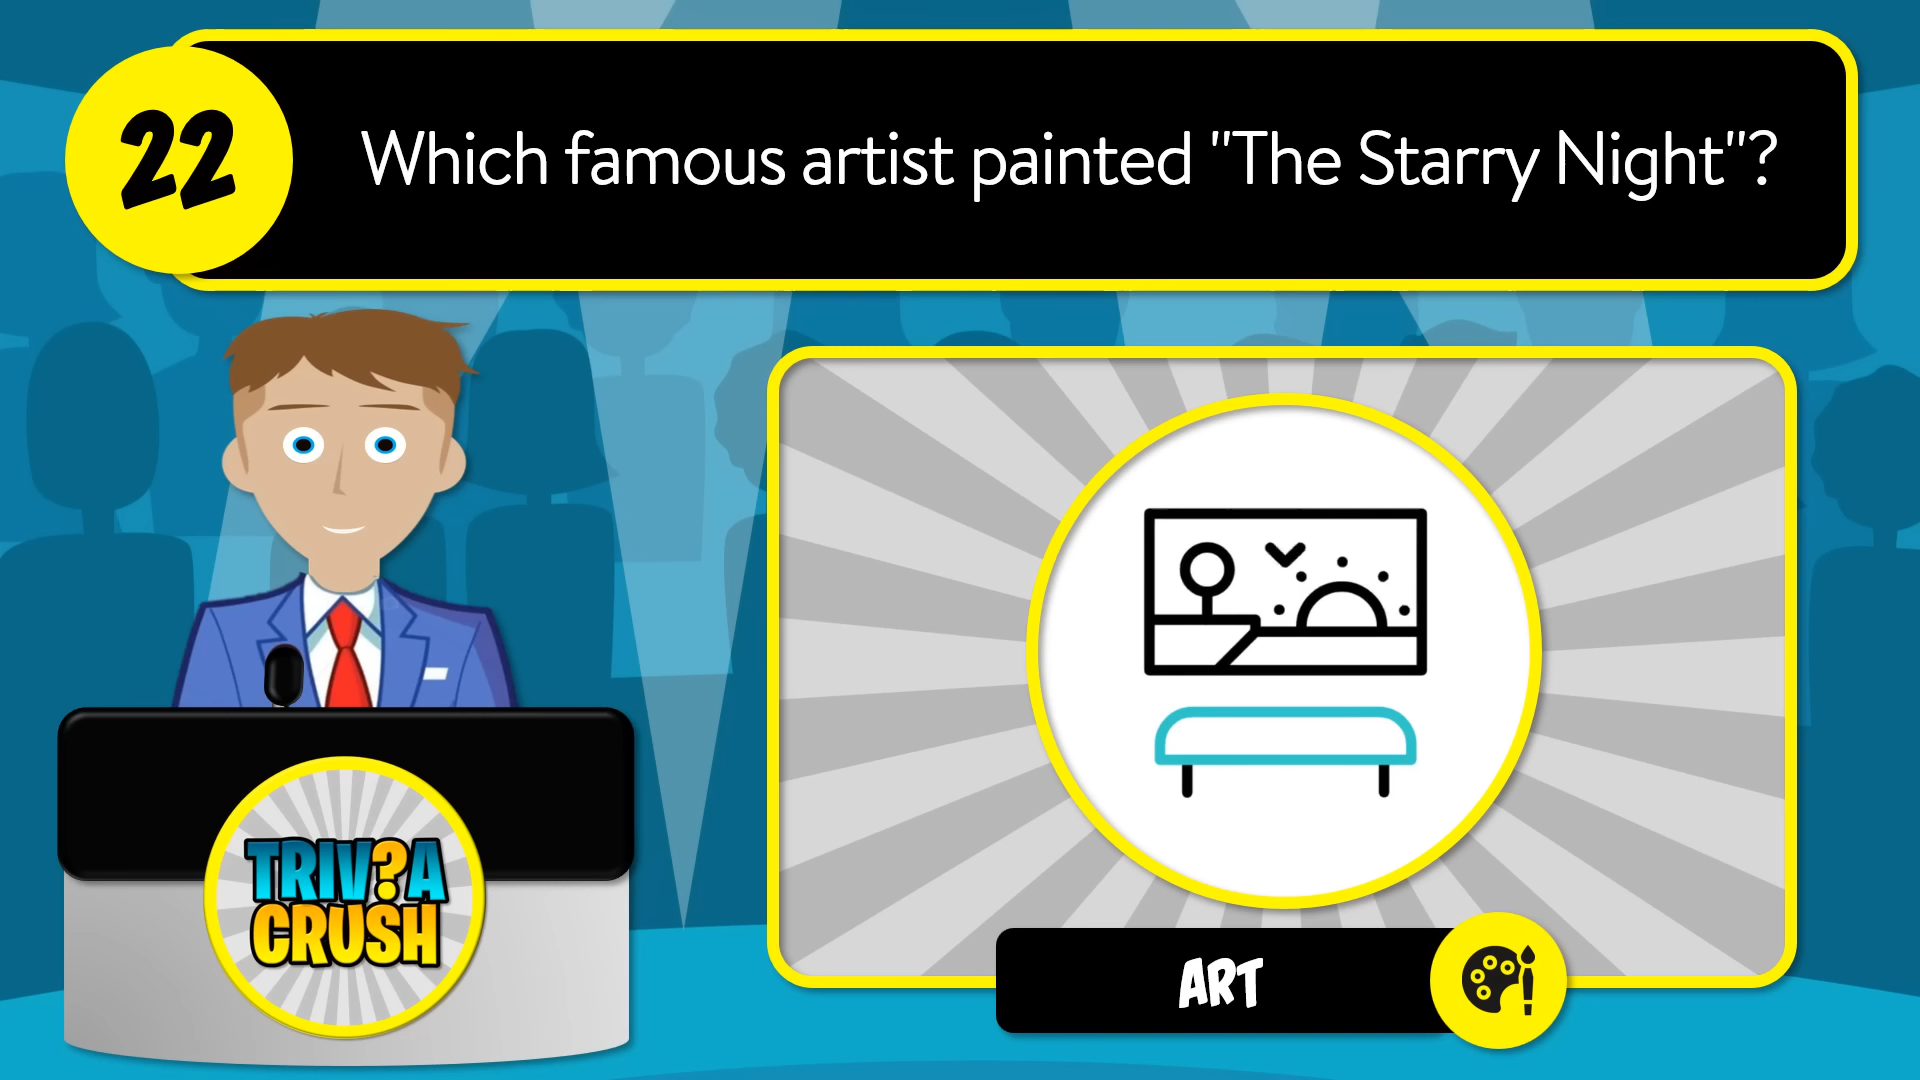 22
Which famous artist painted "The Starry Night"?
TRIV?A
CRUSH
ART